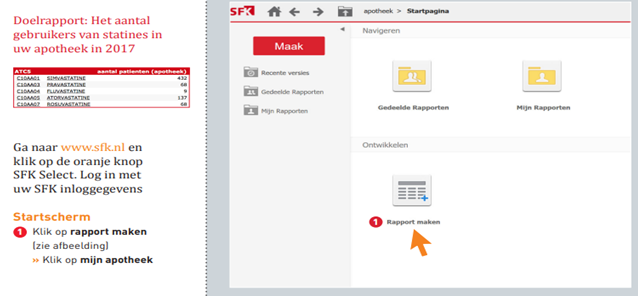 Doelrapport: Het aantal
gebruikers van statines in
uw apotheek in 2017
ATC5 aantal patienten (apotheek)
C10AA01 SIMVASTATINE 432
C10AA03 PRAVASTATINE 68
C10AA04 FLUVASTATINE 9
C10AA05 ATORVASTATINE 137
C10AA07 ROSUVASTATINE 68
Ga naar www.sfk.nl en
klik op de oranje knop
SFK Select. Log in met
uw SFK inloggegevens
Startscherm
1 Klik op rapport maken
(zie afbeelding)
» Klik op mijn apotheek
SFK apotheek > Startpagina
Maak
Recente versies
Gedeelde Rapporten
Mijn Rapporten
Navigeren
Gedeelde Rapporten Mijn Rapporten
Ontwikkelen
1 Rapport maken